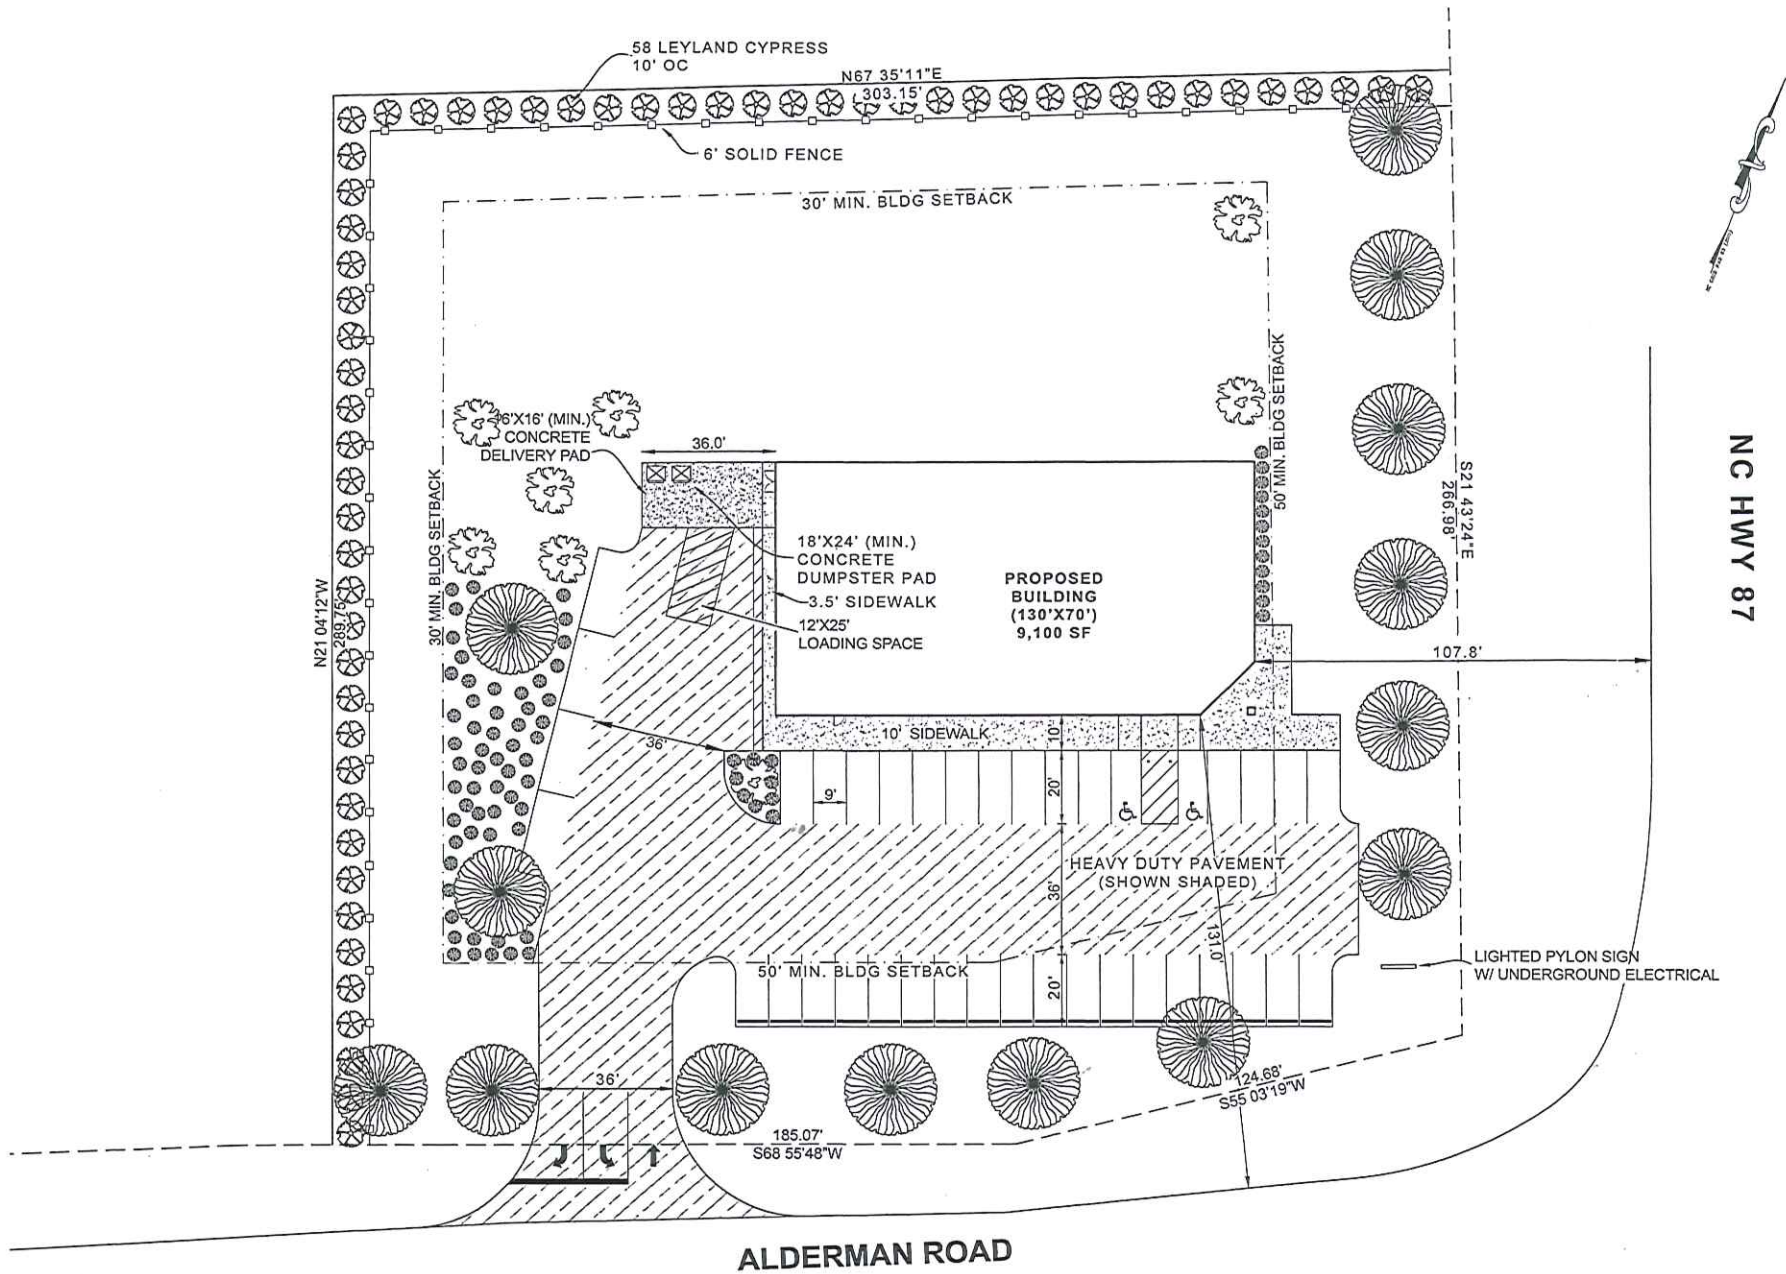 58 LEYLAND CYPRESS
10' OC
N67 35'11"E
303.15'
6' SOLID FENCE
30' MIN. BLDG SETBACK
50' MIN. BLDG SETBACK
S21 43'24"E
266.98'
NC HWY 87
6'X16' (MIN.)
CONCRETE
DELIVERY PAD
36.0'
30' MIN. BLDG SETBACK
N21 04'12"W
289.75'
18'X24' (MIN.)
CONCRETE
DUMPSTER PAD
3.5' SIDEWALK
12'X25'
LOADING SPACE
PROPOSED
BUILDING
(130'X70')
9,100 SF
107.8'
36'
10' SIDEWALK
10'
9'
20'
HEAVY DUTY PAVEMENT
(SHOWN SHADED)
36'
131.0'
50' MIN. BLDG SETBACK
20'
LIGHTED PYLON SIGN
W/ UNDERGROUND ELECTRICAL
36'
124.68'
S55 03'19"W
185.07'
S68 55'48"W
ALDERMAN ROAD